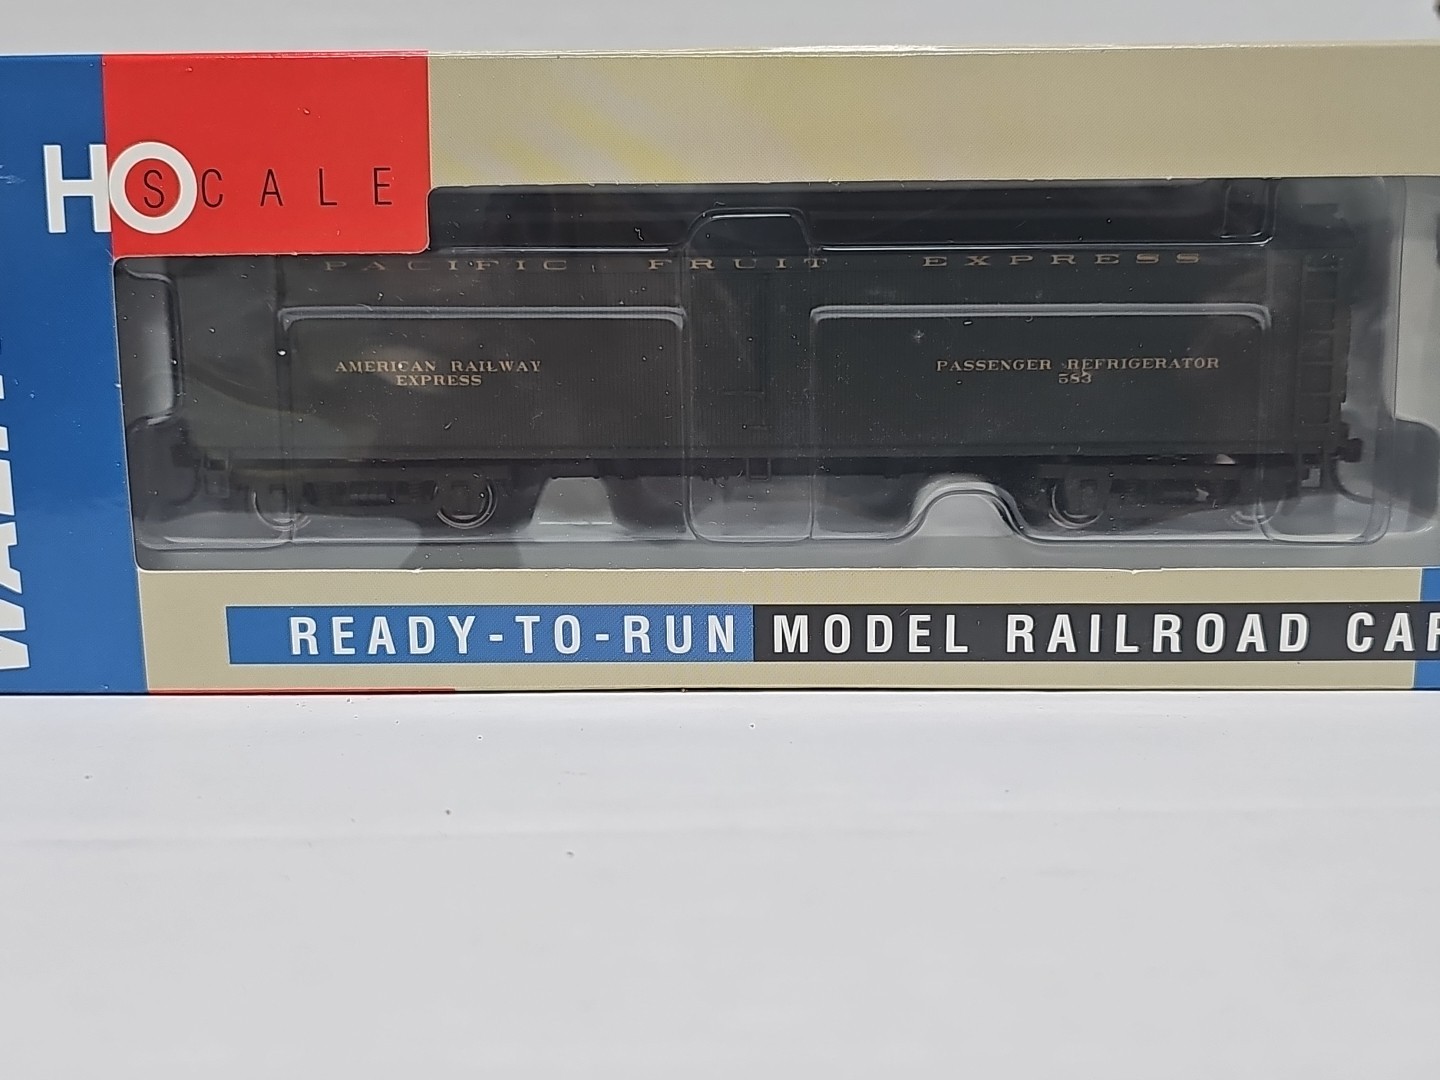 HO SCALE
PACIFIC FRUIT EXPRESS
AMERICAN RAILWAY
EXPRESS
PASSENGER REFRIGERATOR
583
READY-TO-RUN MODEL RAILROAD CAR